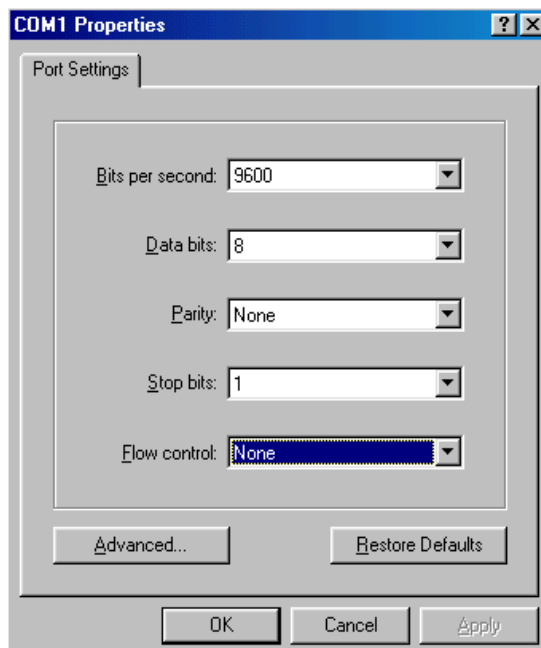 COM1 Properties
Port Settings
Bits per second: 9600
Data bits: 8
Parity: None
Stop bits: 1
Flow control: None
Advanced... Restore Defaults
OK Cancel Apply